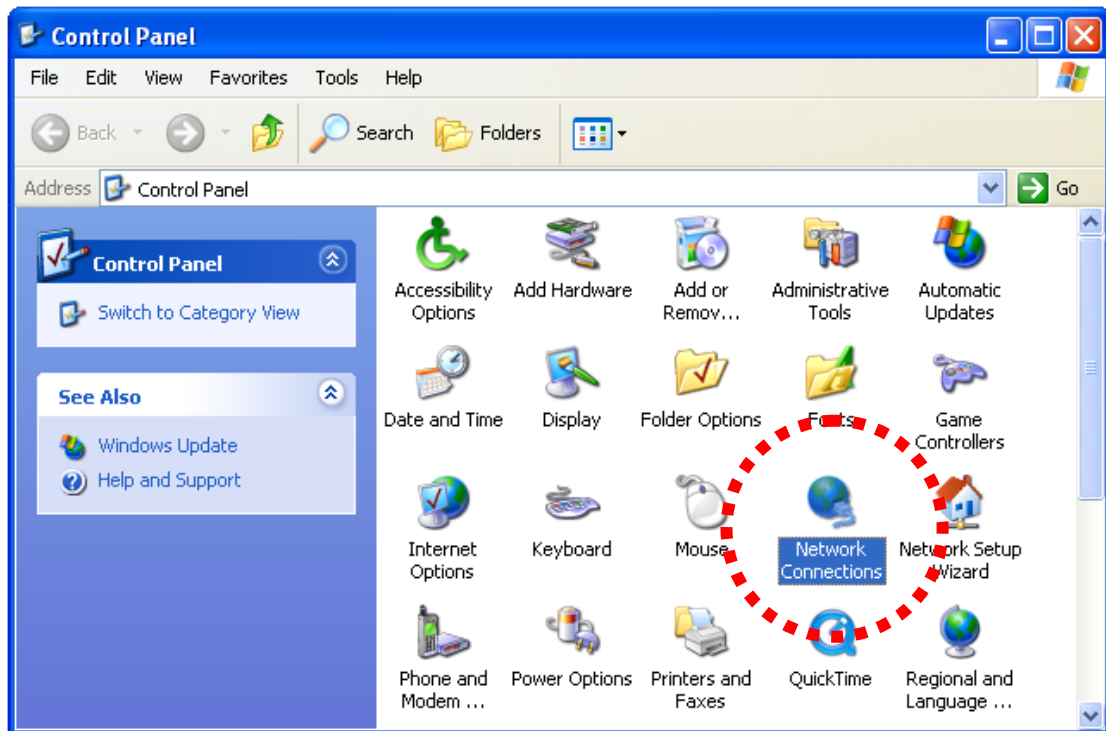 Control Panel
File Edit View Favorites Tools Help
Back Search Folders
Address Control Panel Go
Control Panel
Switch to Category View
See Also
Windows Update
Help and Support
Accessibility Options
Add Hardware
Add or Remov...
Administrative Tools
Automatic Updates
Date and Time
Display
Folder Options
Fonts
Game Controllers
Internet Options
Keyboard
Mouse
Network Connections
Network Setup Wizard
Phone and Modem ...
Power Options
Printers and Faxes
QuickTime
Regional and Language ...